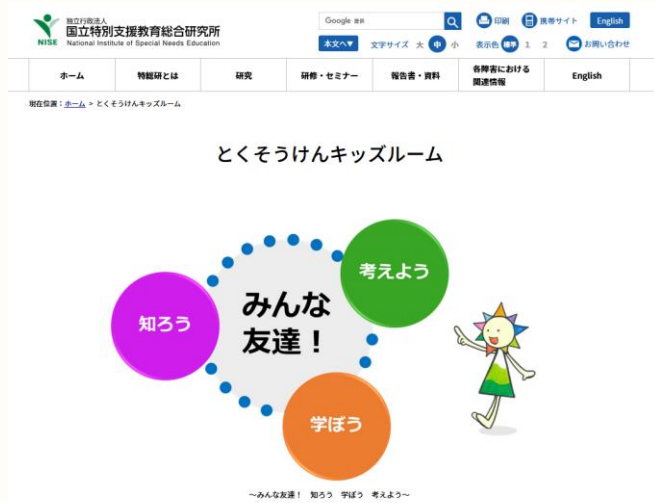 独立行政法人
国立特別支援教育総合研究所
NISE National Institute of Special Needs Education
Google 検索
印刷
携帯サイト
English
本文へ▼
文字サイズ 大 中 小
表示色 標準 1 2
お問い合わせ
ホーム
特総研とは
研究
研修・セミナー
報告書・資料
各障害における
関連情報
English
現在位置：ホーム > とくそうけんキッズルーム
とくそうけんキッズルーム
考えよう
知ろう
みんな
友達！
学ぼう
～みんな友達！ 知ろう 学ぼう 考えよう～